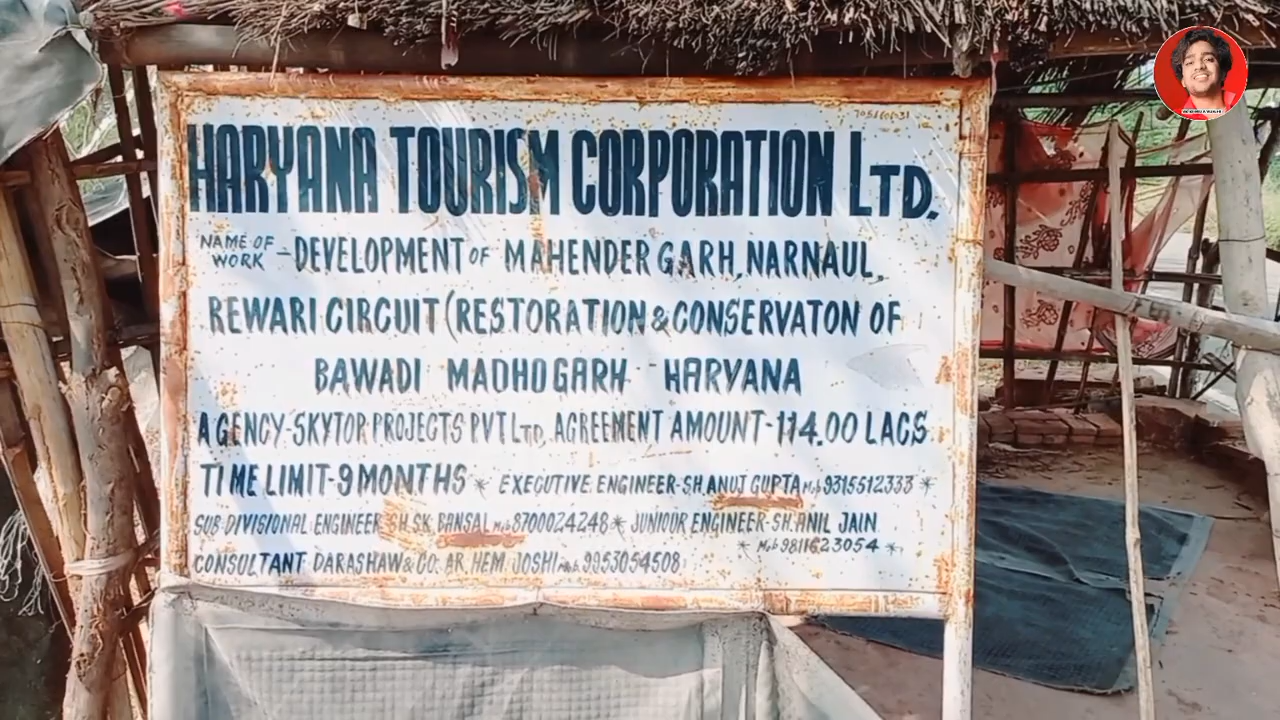 HARYANA TOURISM CORPORATION LTD.
NAME OF WORK - DEVELOPMENT OF MAHENDER GARH, NARNAUL,
REWARI CIRCUIT (RESTORATION & CONSERVATON OF
BAWADI MADHOGARH HARYANA
AGENCY-SKYTOP PROJECTS PVT LTD, AGREEMENT AMOUNT-114.00 LACS
TIME LIMIT-9 MONTHS * EXECUTIVE ENGINEER-SH.ANUT GUPTA Mob 9315512333 *
SUB DIVISIONAL ENGINEER SH.SK. BANSAL Mob 8700024248 * JUNIOUR ENGINEER-SH.ANIL JAIN
* Mob 9811623054 *
CONSULTANT DARASHAW & CO. AR. HEM. JOSHI Mob. 9953054508